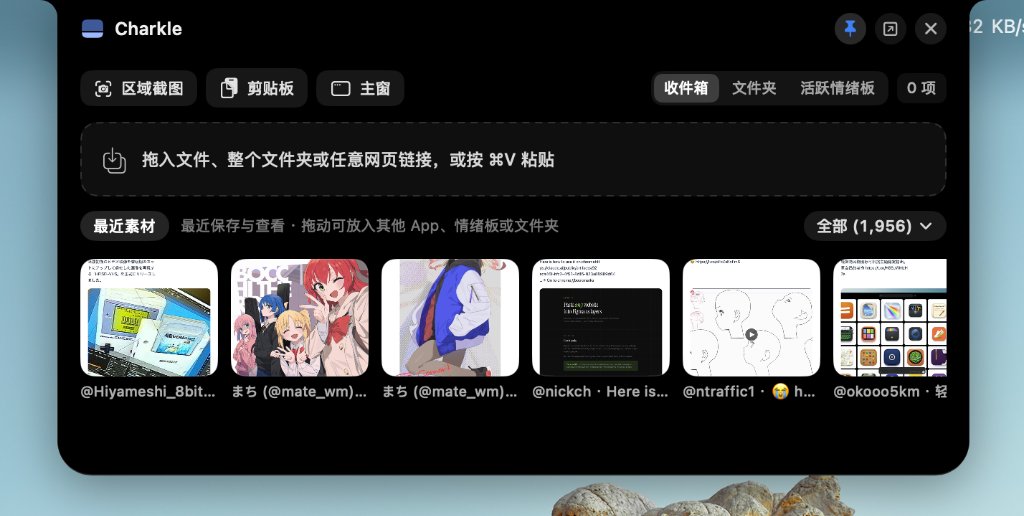 Charkle
KB/s
区域截图
剪贴板
主窗
收件箱
文件夹
活跃情绪板
0 项
拖入文件、整个文件夹或任意网页链接，或按 ⌘V 粘贴
最近素材
最近保存与查看 · 拖动可放入其他 App、情绪板或文件夹
全部 (1,956)
@Hiyameshi_8bit...
まち (@mate_wm)...
まち (@mate_wm)...
@nickch · Here is...
@ntraffic1 · 😭 h...
@okooo5km · 轻